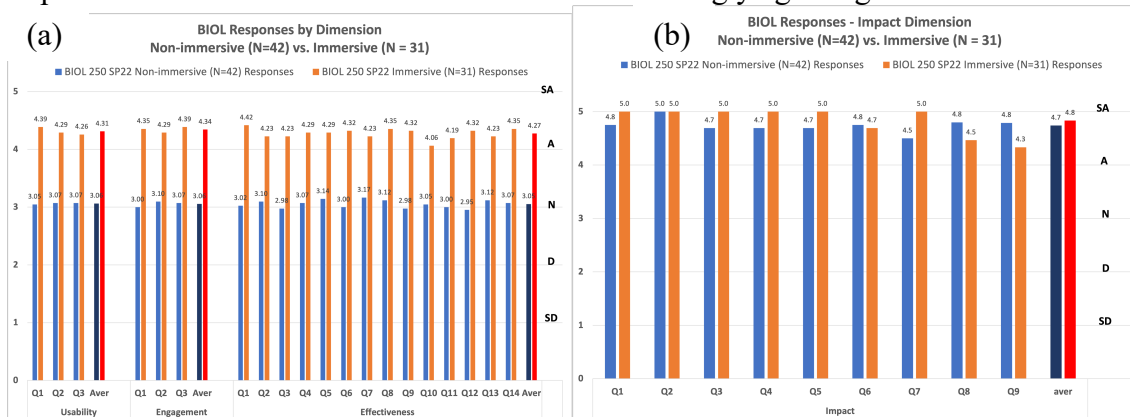 (a)
BIOL Responses by Dimension
Non-immersive (N=42) vs. Immersive (N = 31)
BIOL 250 SP22 Non-immersive (N=42) Responses BIOL 250 SP22 Immersive (N=31) Responses
5 SA
4 A
3 N
2 D
1 SD
0
3.05 4.39 3.07 4.29 3.07 4.26 3.06 4.31
3.00 4.35 3.10 4.29 3.07 4.39 4.34
3.02 4.42 3.10 4.23 2.98 4.23 3.07 4.29 3.14 4.29 3.00 4.32 3.17 4.23 3.12 4.35 2.98 4.32 3.05 4.06 3.00 4.19 2.95 4.32 3.12 4.23 3.07 4.35 3.05 4.27
Q1 Q2 Q3 Aver Q1 Q2 Q3 Aver Q1 Q2 Q3 Q4 Q5 Q6 Q7 Q8 Q9 Q10 Q11 Q12 Q13 Q14 Aver
Usability Engagement Effectiveness
(b)
BIOL Responses - Impact Dimension
Non-immersive (N=42) vs. Immersive (N = 31)
BIOL 250 SP22 Non-immersive (N=42) Responses BIOL 250 SP22 Immersive (N=31) Responses
6
5 SA
4 A
3 N
2 D
1 SD
0
4.8 5.0 5.0 5.0 4.7 5.0 4.7 5.0 4.7 5.0 4.8 4.7 4.5 5.0 4.8 4.5 4.8 4.3 4.7 4.8
Q1 Q2 Q3 Q4 Q5 Q6 Q7 Q8 Q9 aver
Impact